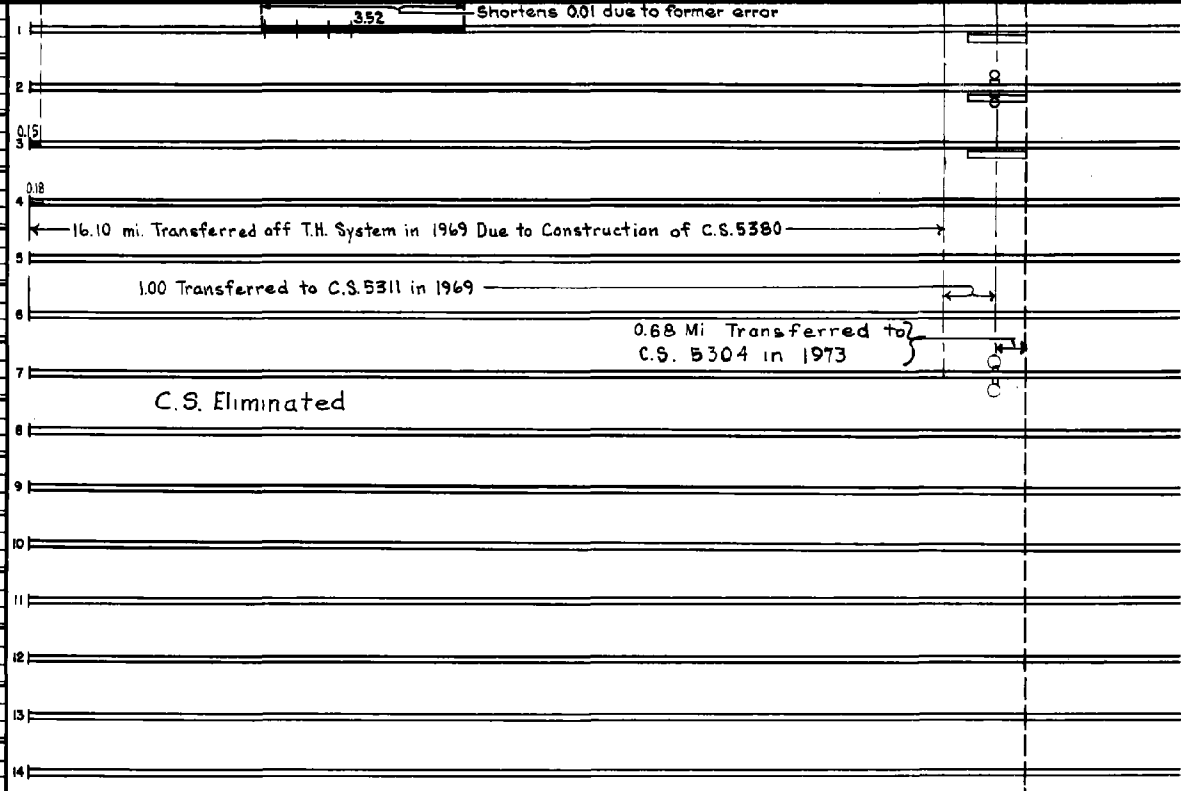 3.52
Shortens 0.01 due to former error
1
2
0.15
3
0.18
4
16.10 mi. Transferred off T.H. System in 1969 Due to Construction of C.S. 5380
5
1.00 Transferred to C.S. 5311 in 1969
6
0.68 Mi Transferred to
C.S. 5304 in 1973
7
C.S. Eliminated
8
9
10
11
12
13
14